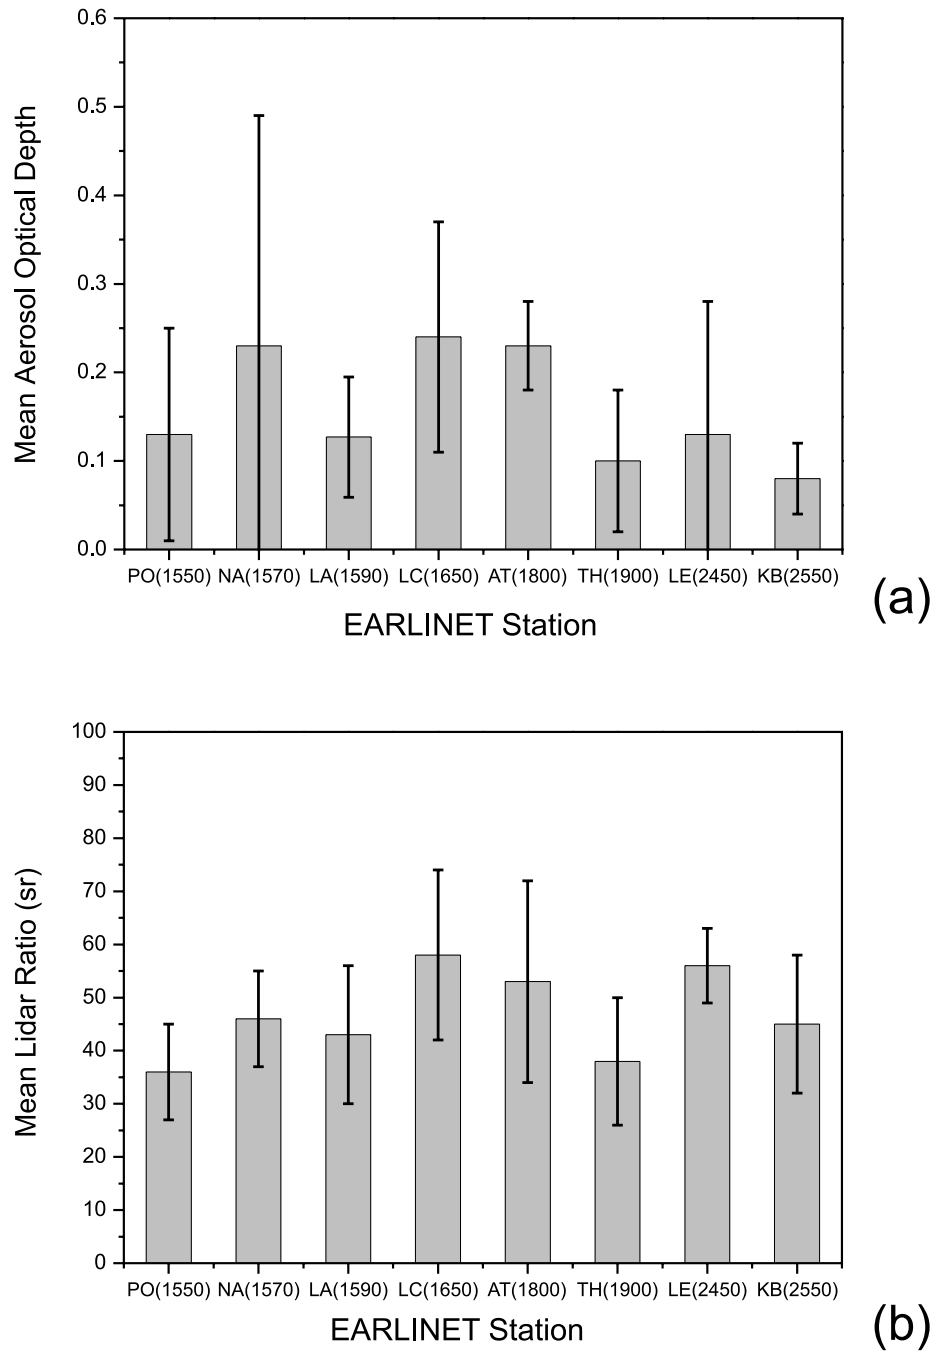 0.6
0.5
0.4
0.3
0.2
0.1
0.0
Mean Aerosol Optical Depth
PO(1550) NA(1570) LA(1590) LC(1650) AT(1800) TH(1900) LE(2450) KB(2550)
EARLINET Station
(a)
100
90
80
70
60
50
40
30
20
10
0
Mean Lidar Ratio (sr)
PO(1550) NA(1570) LA(1590) LC(1650) AT(1800) TH(1900) LE(2450) KB(2550)
EARLINET Station
(b)